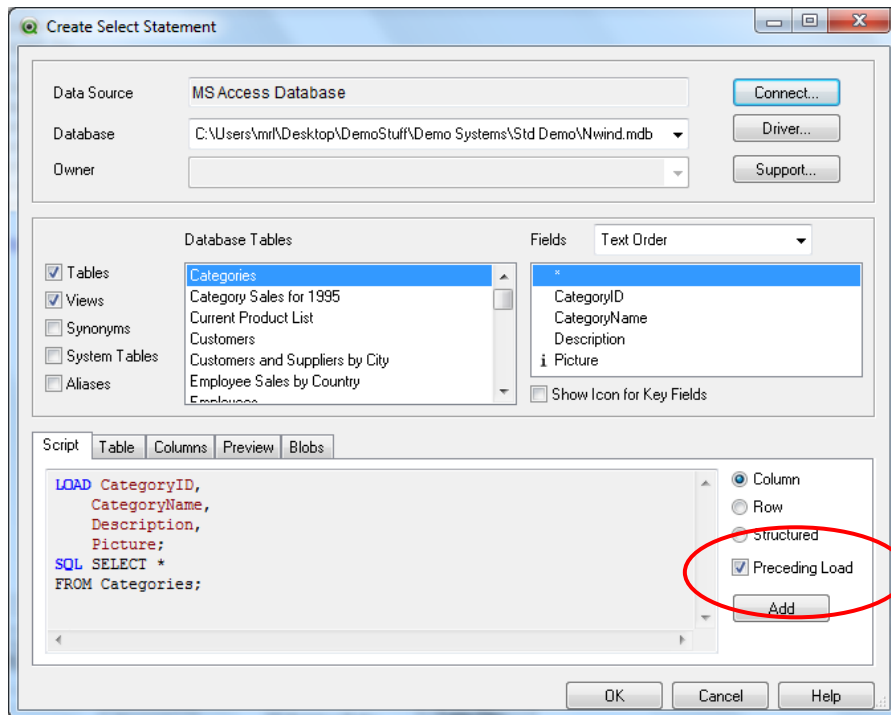 Create Select Statement
Data Source
MS Access Database
Connect...
Database
C:\Users\mrl\Desktop\DemoStuff\Demo Systems\Std Demo\Nwind.mdb
Driver...
Owner
Support...
Database Tables
Fields
Text Order
Tables
Views
Synonyms
System Tables
Aliases
Categories
Category Sales for 1995
Current Product List
Customers
Customers and Suppliers by City
Employee Sales by Country
Employees
*
CategoryID
CategoryName
Description
i Picture
Show Icon for Key Fields
Script
Table
Columns
Preview
Blobs
LOAD CategoryID,
CategoryName,
Description,
Picture;
SQL SELECT *
FROM Categories;
Column
Row
Structured
Preceding Load
Add
OK
Cancel
Help